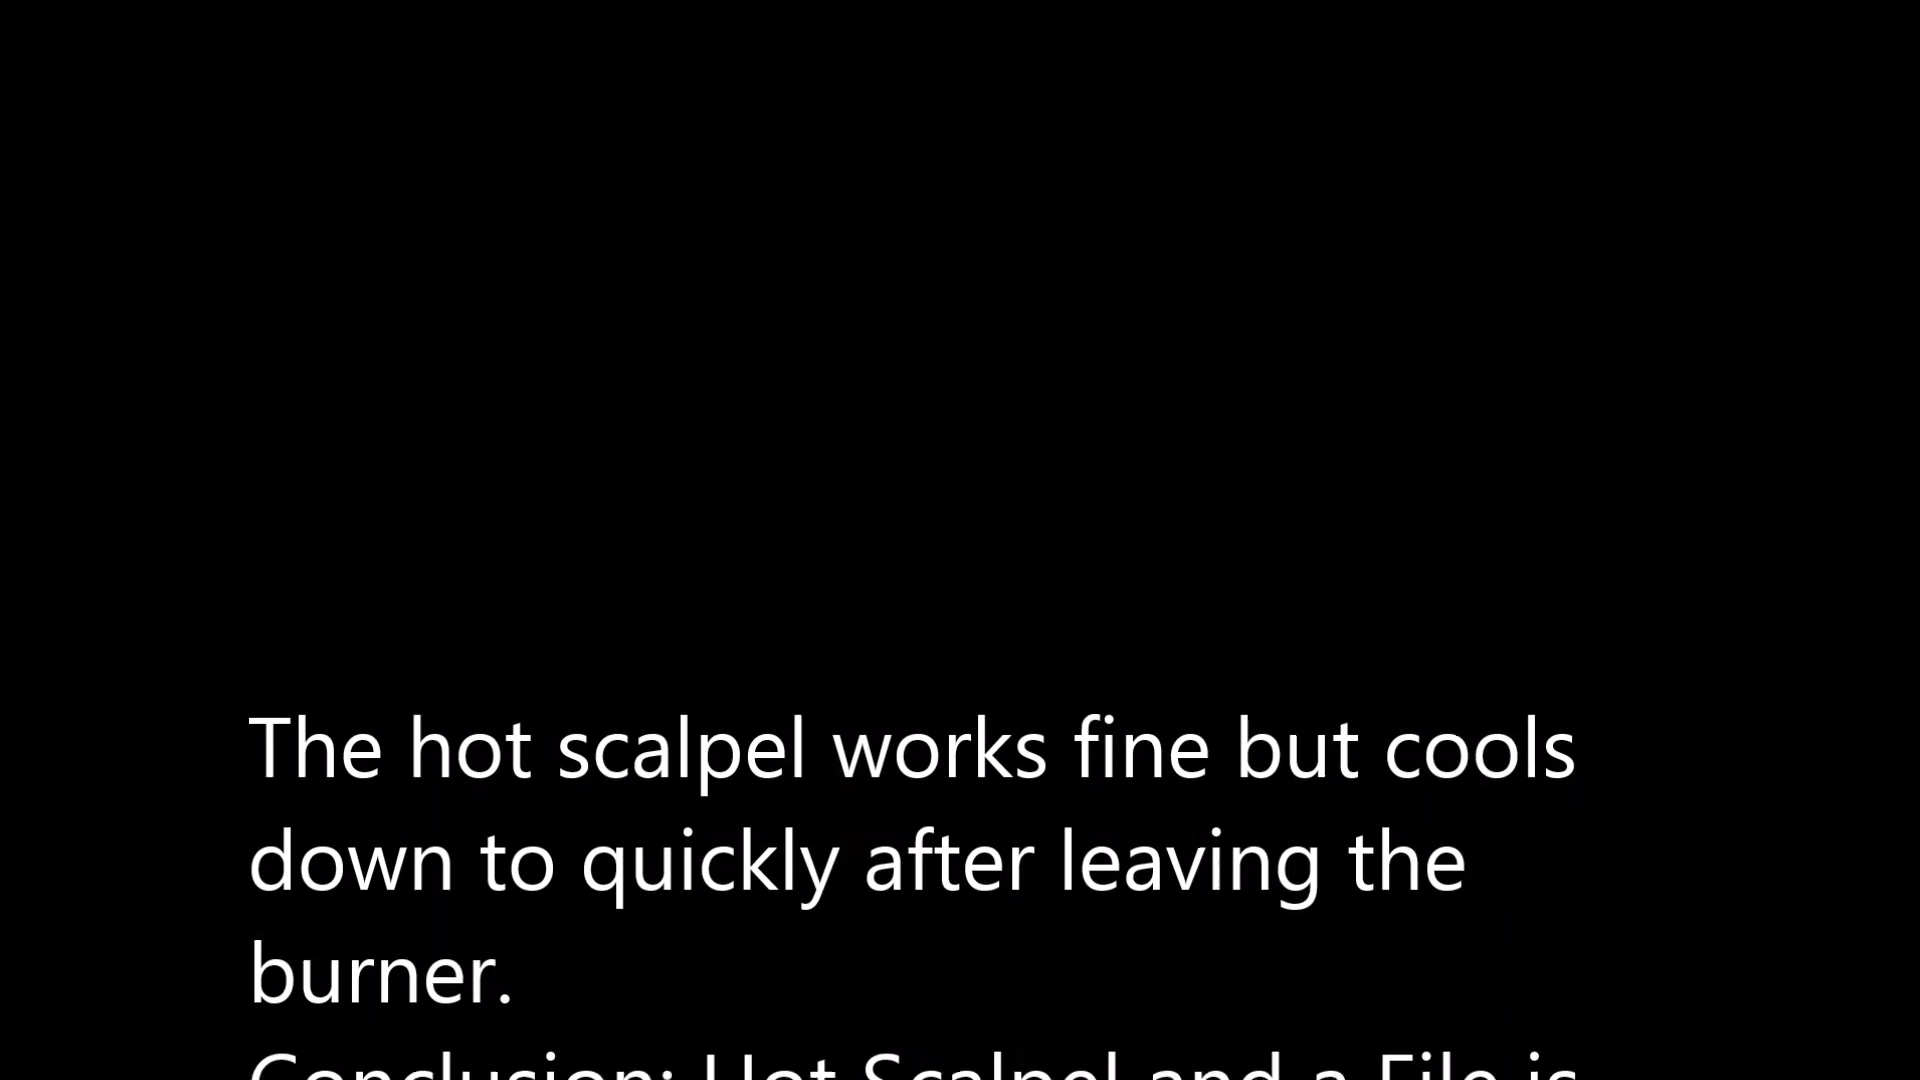 The hot scalpel works fine but cools
down to quickly after leaving the
burner.
Conclusion: Hot Scalpel and a File is